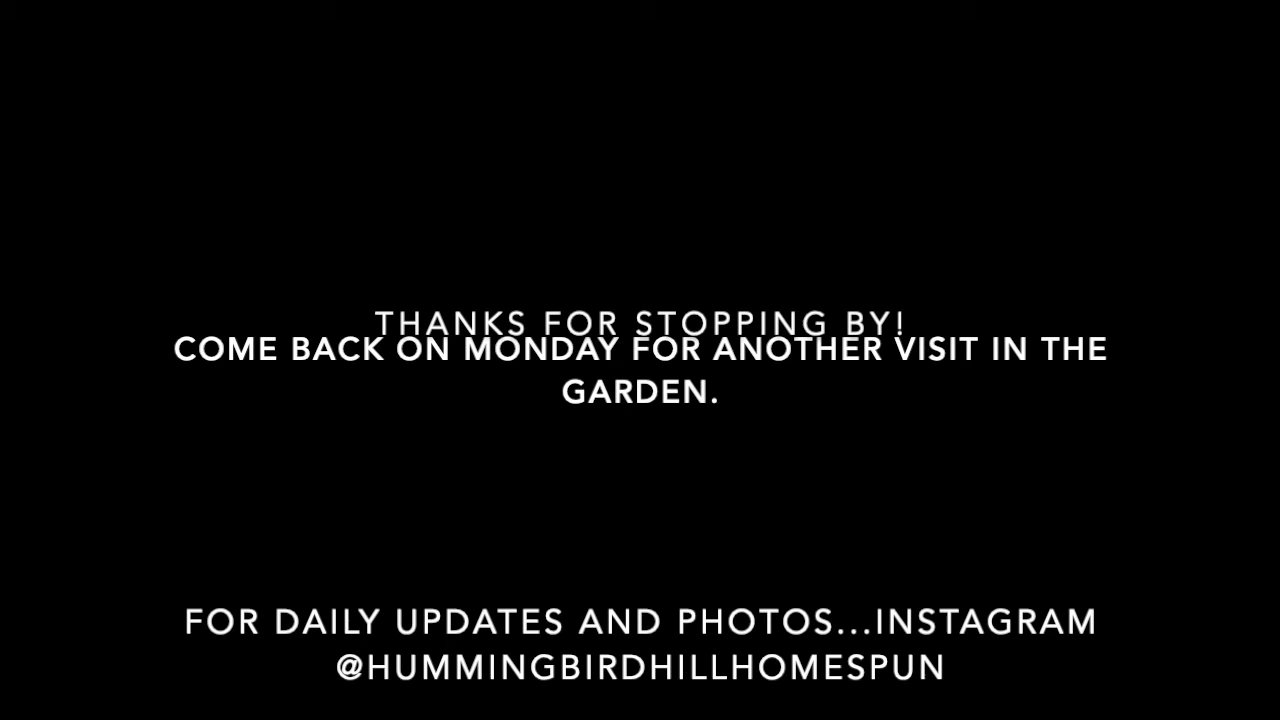 THANKS FOR STOPPING BY!
COME BACK ON MONDAY FOR ANOTHER VISIT IN THE
GARDEN.
FOR DAILY UPDATES AND PHOTOS...INSTAGRAM
@HUMMINGBIRDHILLHOMESPUN